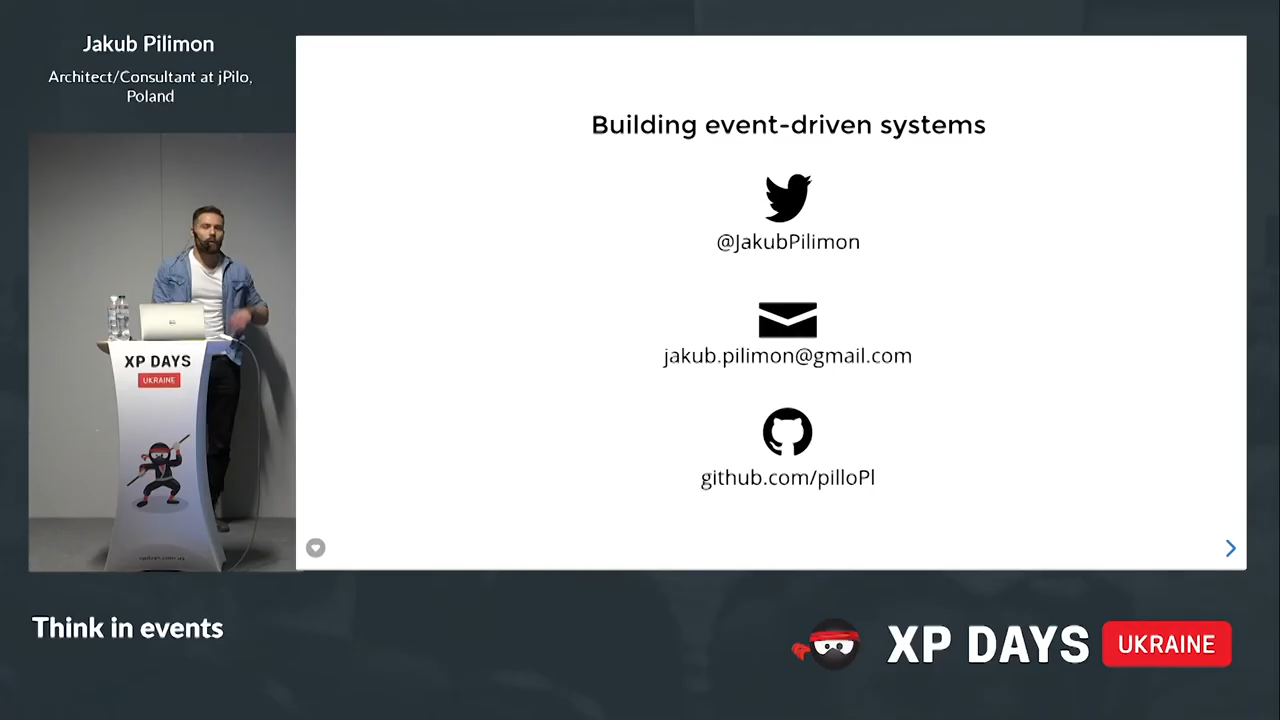 Jakub Pilimon
Architect/Consultant at jPilo,
Poland
Building event-driven systems
@JakubPilimon
jakub.pilimon@gmail.com
github.com/pilloPl
XP DAYS
UKRAINE
Think in events
XP DAYS UKRAINE